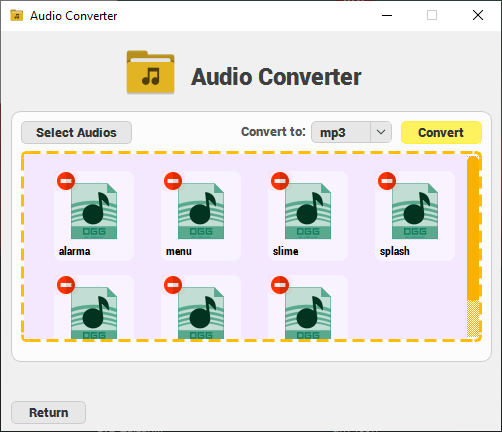 Audio Converter
Audio Converter
Select Audios
Convert to:
mp3
Convert
OGG
OGG
OGG
OGG
alarma
menu
slime
splash
OGG
OGG
OGG
Return